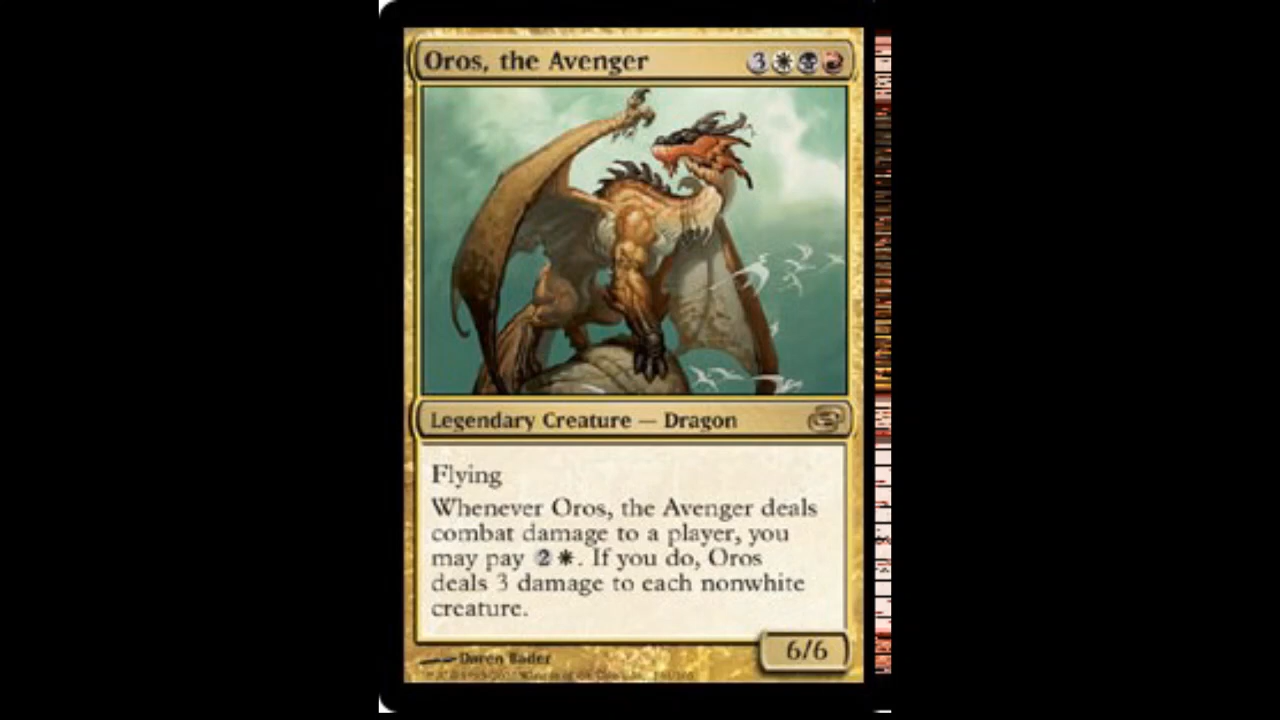 Oros, the Avenger 3
Legendary Creature — Dragon
Flying
Whenever Oros, the Avenger deals
combat damage to a player, you
may pay 2. If you do, Oros
deals 3 damage to each nonwhite
creature.
6/6
Daren Bader